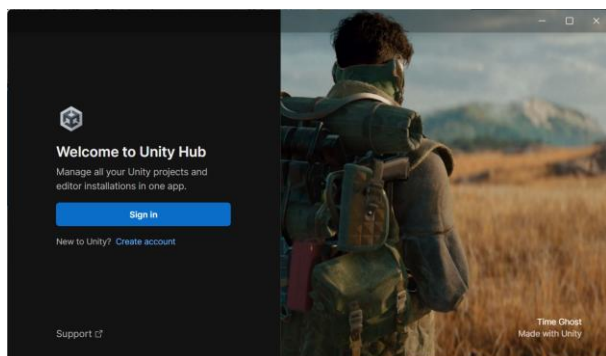 Welcome to Unity Hub
Manage all your Unity projects and
editor installations in one app.
Sign in
New to Unity? Create account
Support
Time Ghost
Made with Unity